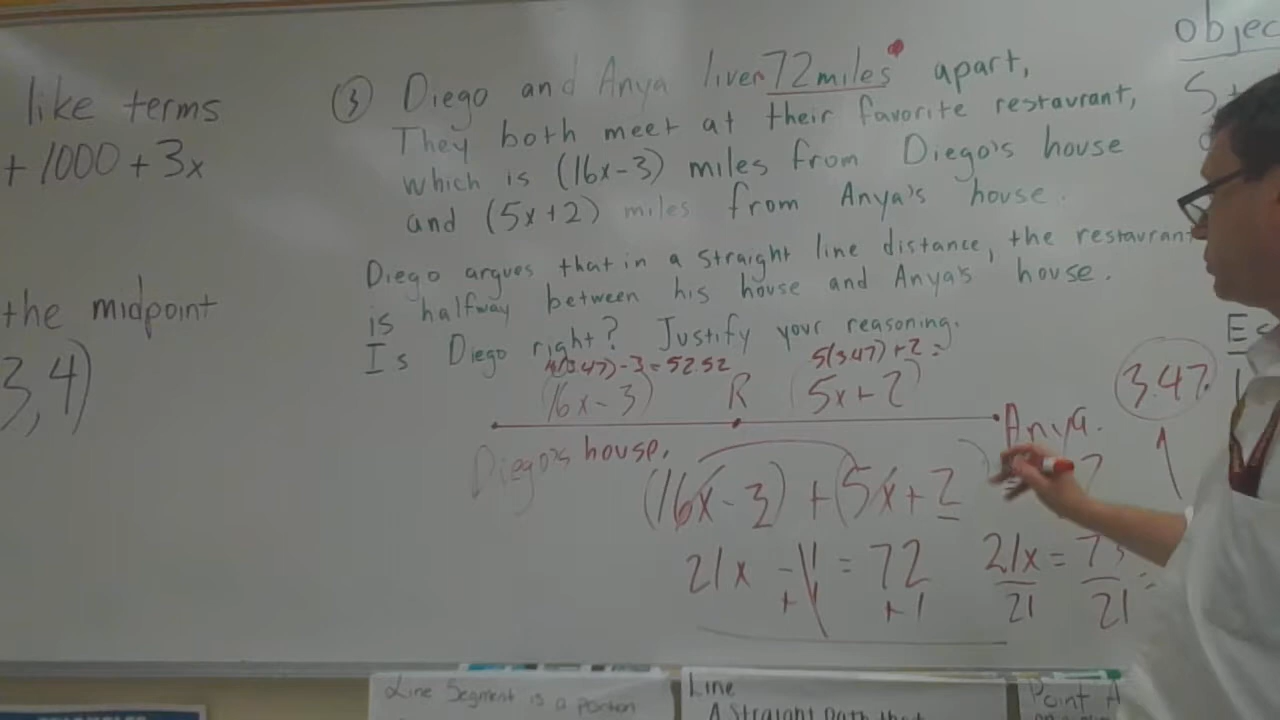 like terms
+ 1000 + 3x
the midpoint
3,4)
③ Diego and Anya liven 72 miles apart,
They both meet at their favorite restaurant,
which is (16x-3) miles from Diego's house
and (5x+2) miles from Anya's house.
Diego argues that in a straight line distance, the restaurant
is halfway between his house and Anya's house.
Is Diego right? Justify your reasoning.
(3.47) - 3 = 52.52
5(3.47) + 2 =
(16x-3) R (5x+2)
Diego's house. Anya.
3.47
(16x-3) + (5x+2
21x - 1 = 72
+ 1 + 1
21x = 73
21 21
objec
Es
Line Segment is a portion
Line
A straight path that
Point A